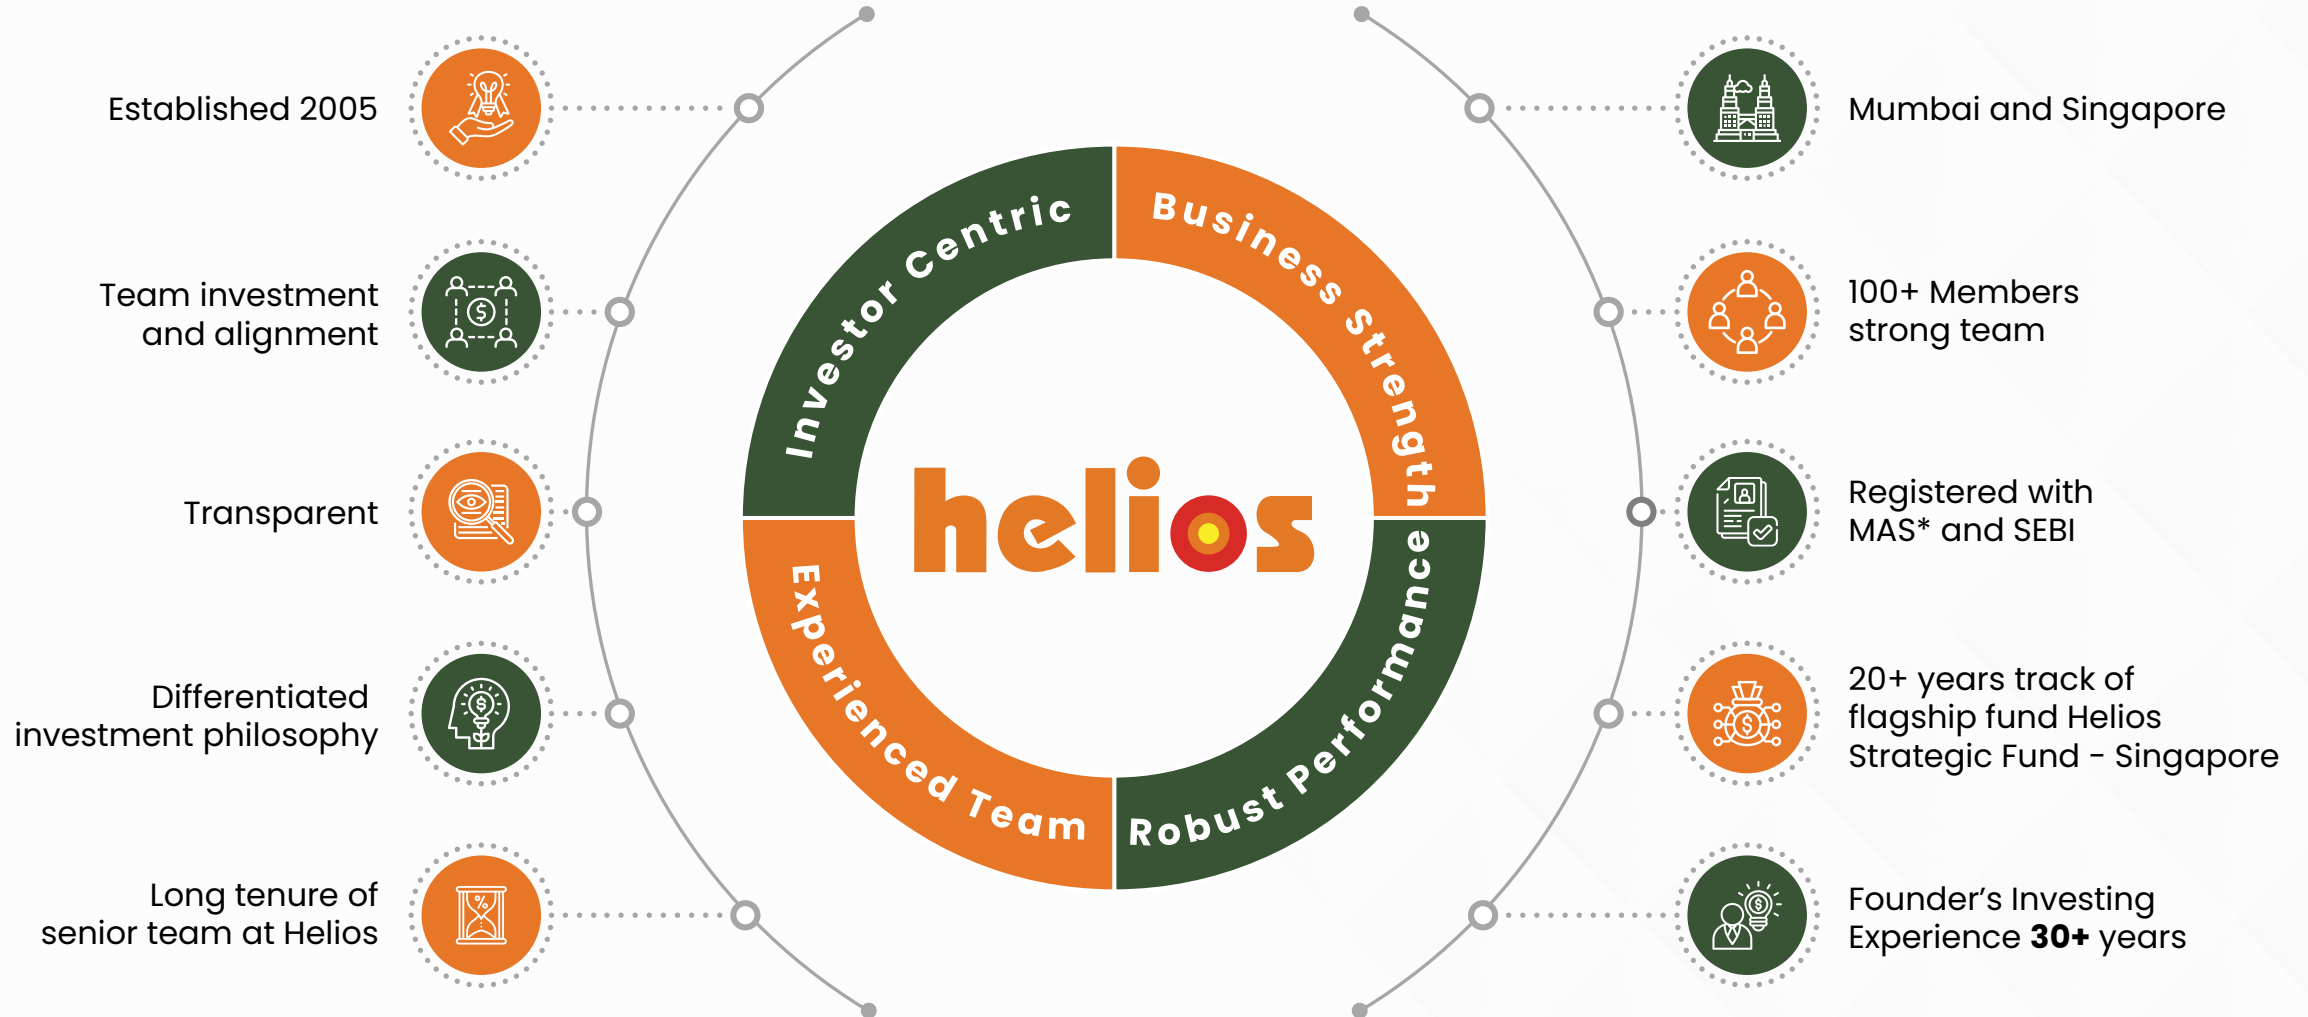 Established 2005
Team investment
and alignment
Transparent
Differentiated
investment philosophy
Long tenure of
senior team at Helios
Investor Centric
Business Strength
helios
Experienced Team
Robust Performance
Mumbai and Singapore
100+ Members
strong team
Registered with
MAS* and SEBI
20+ years track of
flagship fund Helios
Strategic Fund - Singapore
Founder's Investing
Experience 30+ years